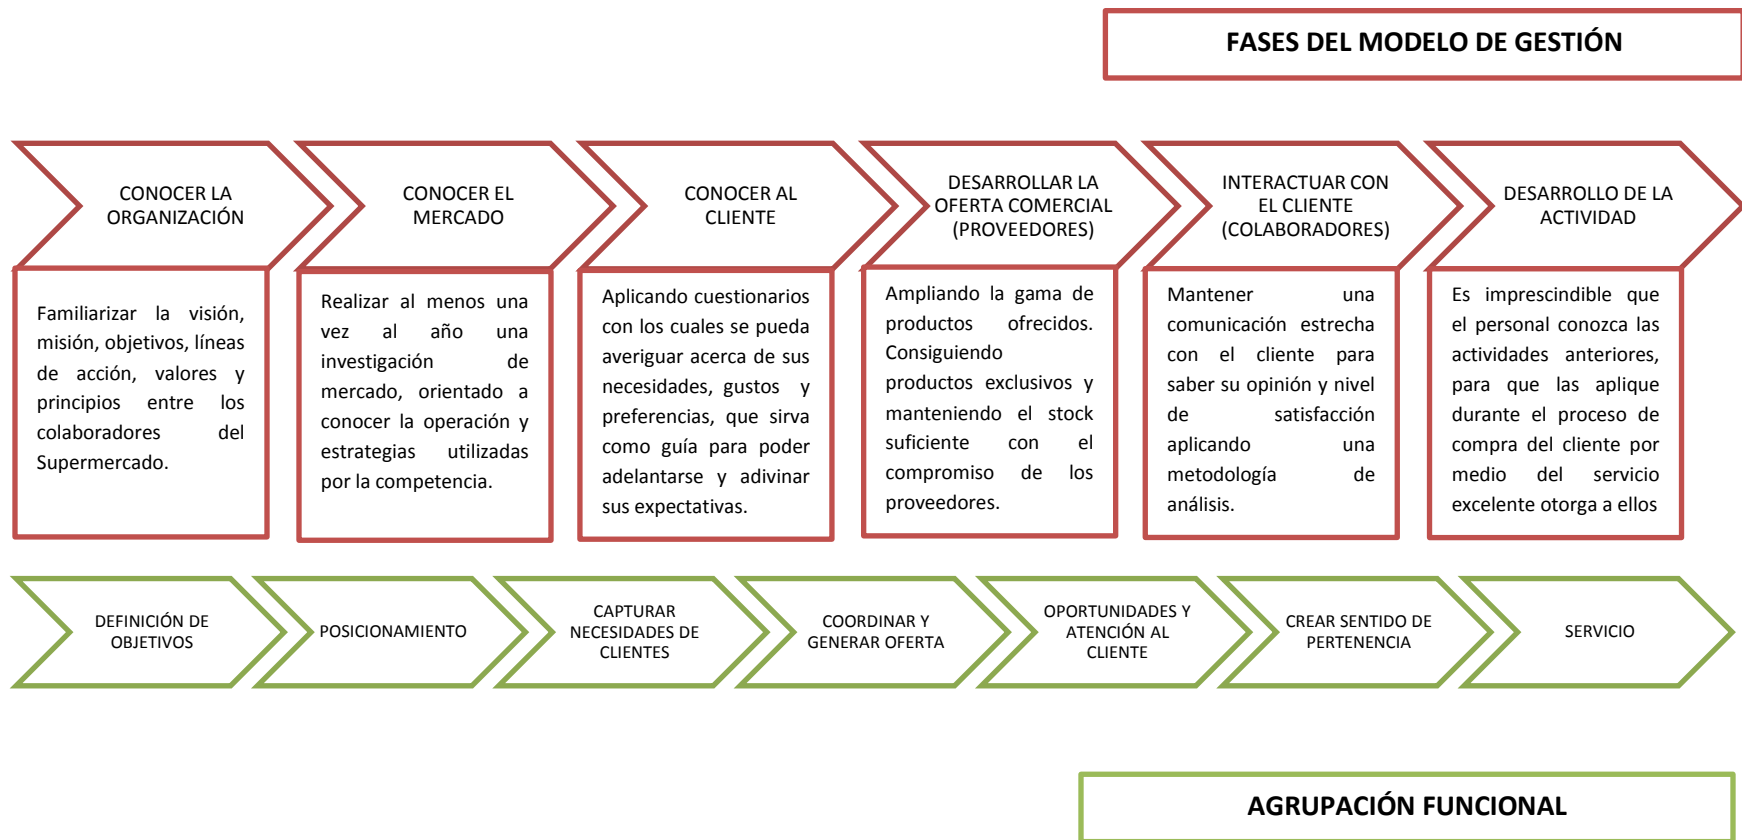 FASES DEL MODELO DE GESTIÓN
CONOCER LA
ORGANIZACIÓN
CONOCER EL
MERCADO
CONOCER AL
CLIENTE
DESARROLLAR LA
OFERTA COMERCIAL
(PROVEEDORES)
INTERACTUAR CON
EL CLIENTE
(COLABORADORES)
DESARROLLO DE LA
ACTIVIDAD
Familiarizar la visión,
misión, objetivos, líneas
de acción, valores y
principios entre los
colaboradores del
Supermercado.
Realizar al menos una
vez al año una
investigación de
mercado, orientado a
conocer la operación y
estrategias utilizadas
por la competencia.
Aplicando cuestionarios
con los cuales se pueda
averiguar acerca de sus
necesidades, gustos y
preferencias, que sirva
como guía para poder
adelantarse y adivinar
sus expectativas.
Ampliando la gama de
productos ofrecidos.
Consiguiendo
productos exclusivos y
manteniendo el stock
suficiente con el
compromiso de los
proveedores.
Mantener una
comunicación estrecha
con el cliente para
saber su opinión y nivel
de satisfacción
aplicando una
metodología de
análisis.
Es imprescindible que
el personal conozca las
actividades anteriores,
para que las aplique
durante el proceso de
compra del cliente por
medio del servicio
excelente otorga a ellos
DEFINICIÓN DE
OBJETIVOS
POSICIONAMIENTO
CAPTURAR
NECESIDADES DE
CLIENTES
COORDINAR Y
GENERAR OFERTA
OPORTUNIDADES Y
ATENCIÓN AL
CLIENTE
CREAR SENTIDO DE
PERTENENCIA
SERVICIO
AGRUPACIÓN FUNCIONAL